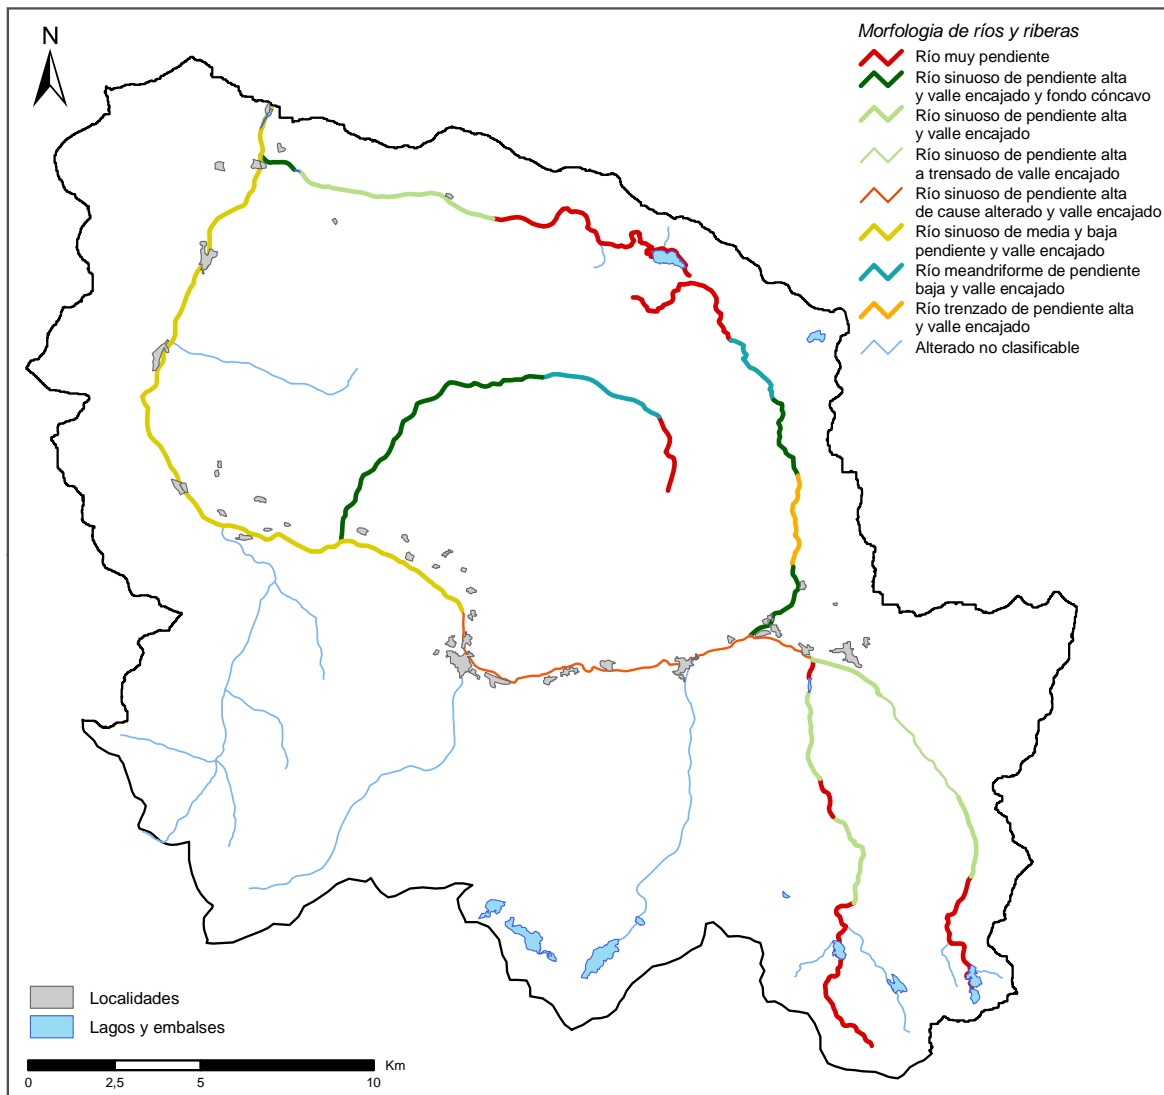 N
Morfologia de ríos y riberas
Río muy pendiente
Río sinuoso de pendiente alta
y valle encajado y fondo cóncavo
Río sinuoso de pendiente alta
y valle encajado
Río sinuoso de pendiente alta
a trensado de valle encajado
Río sinuoso de pendiente alta
de cause alterado y valle encajado
Río sinuoso de media y baja
pendiente y valle encajado
Río meandriforme de pendiente
baja y valle encajado
Río trenzado de pendiente alta
y valle encajado
Alterado no clasificable
Localidades
Lagos y embalses
Km
0 2,5 5 10